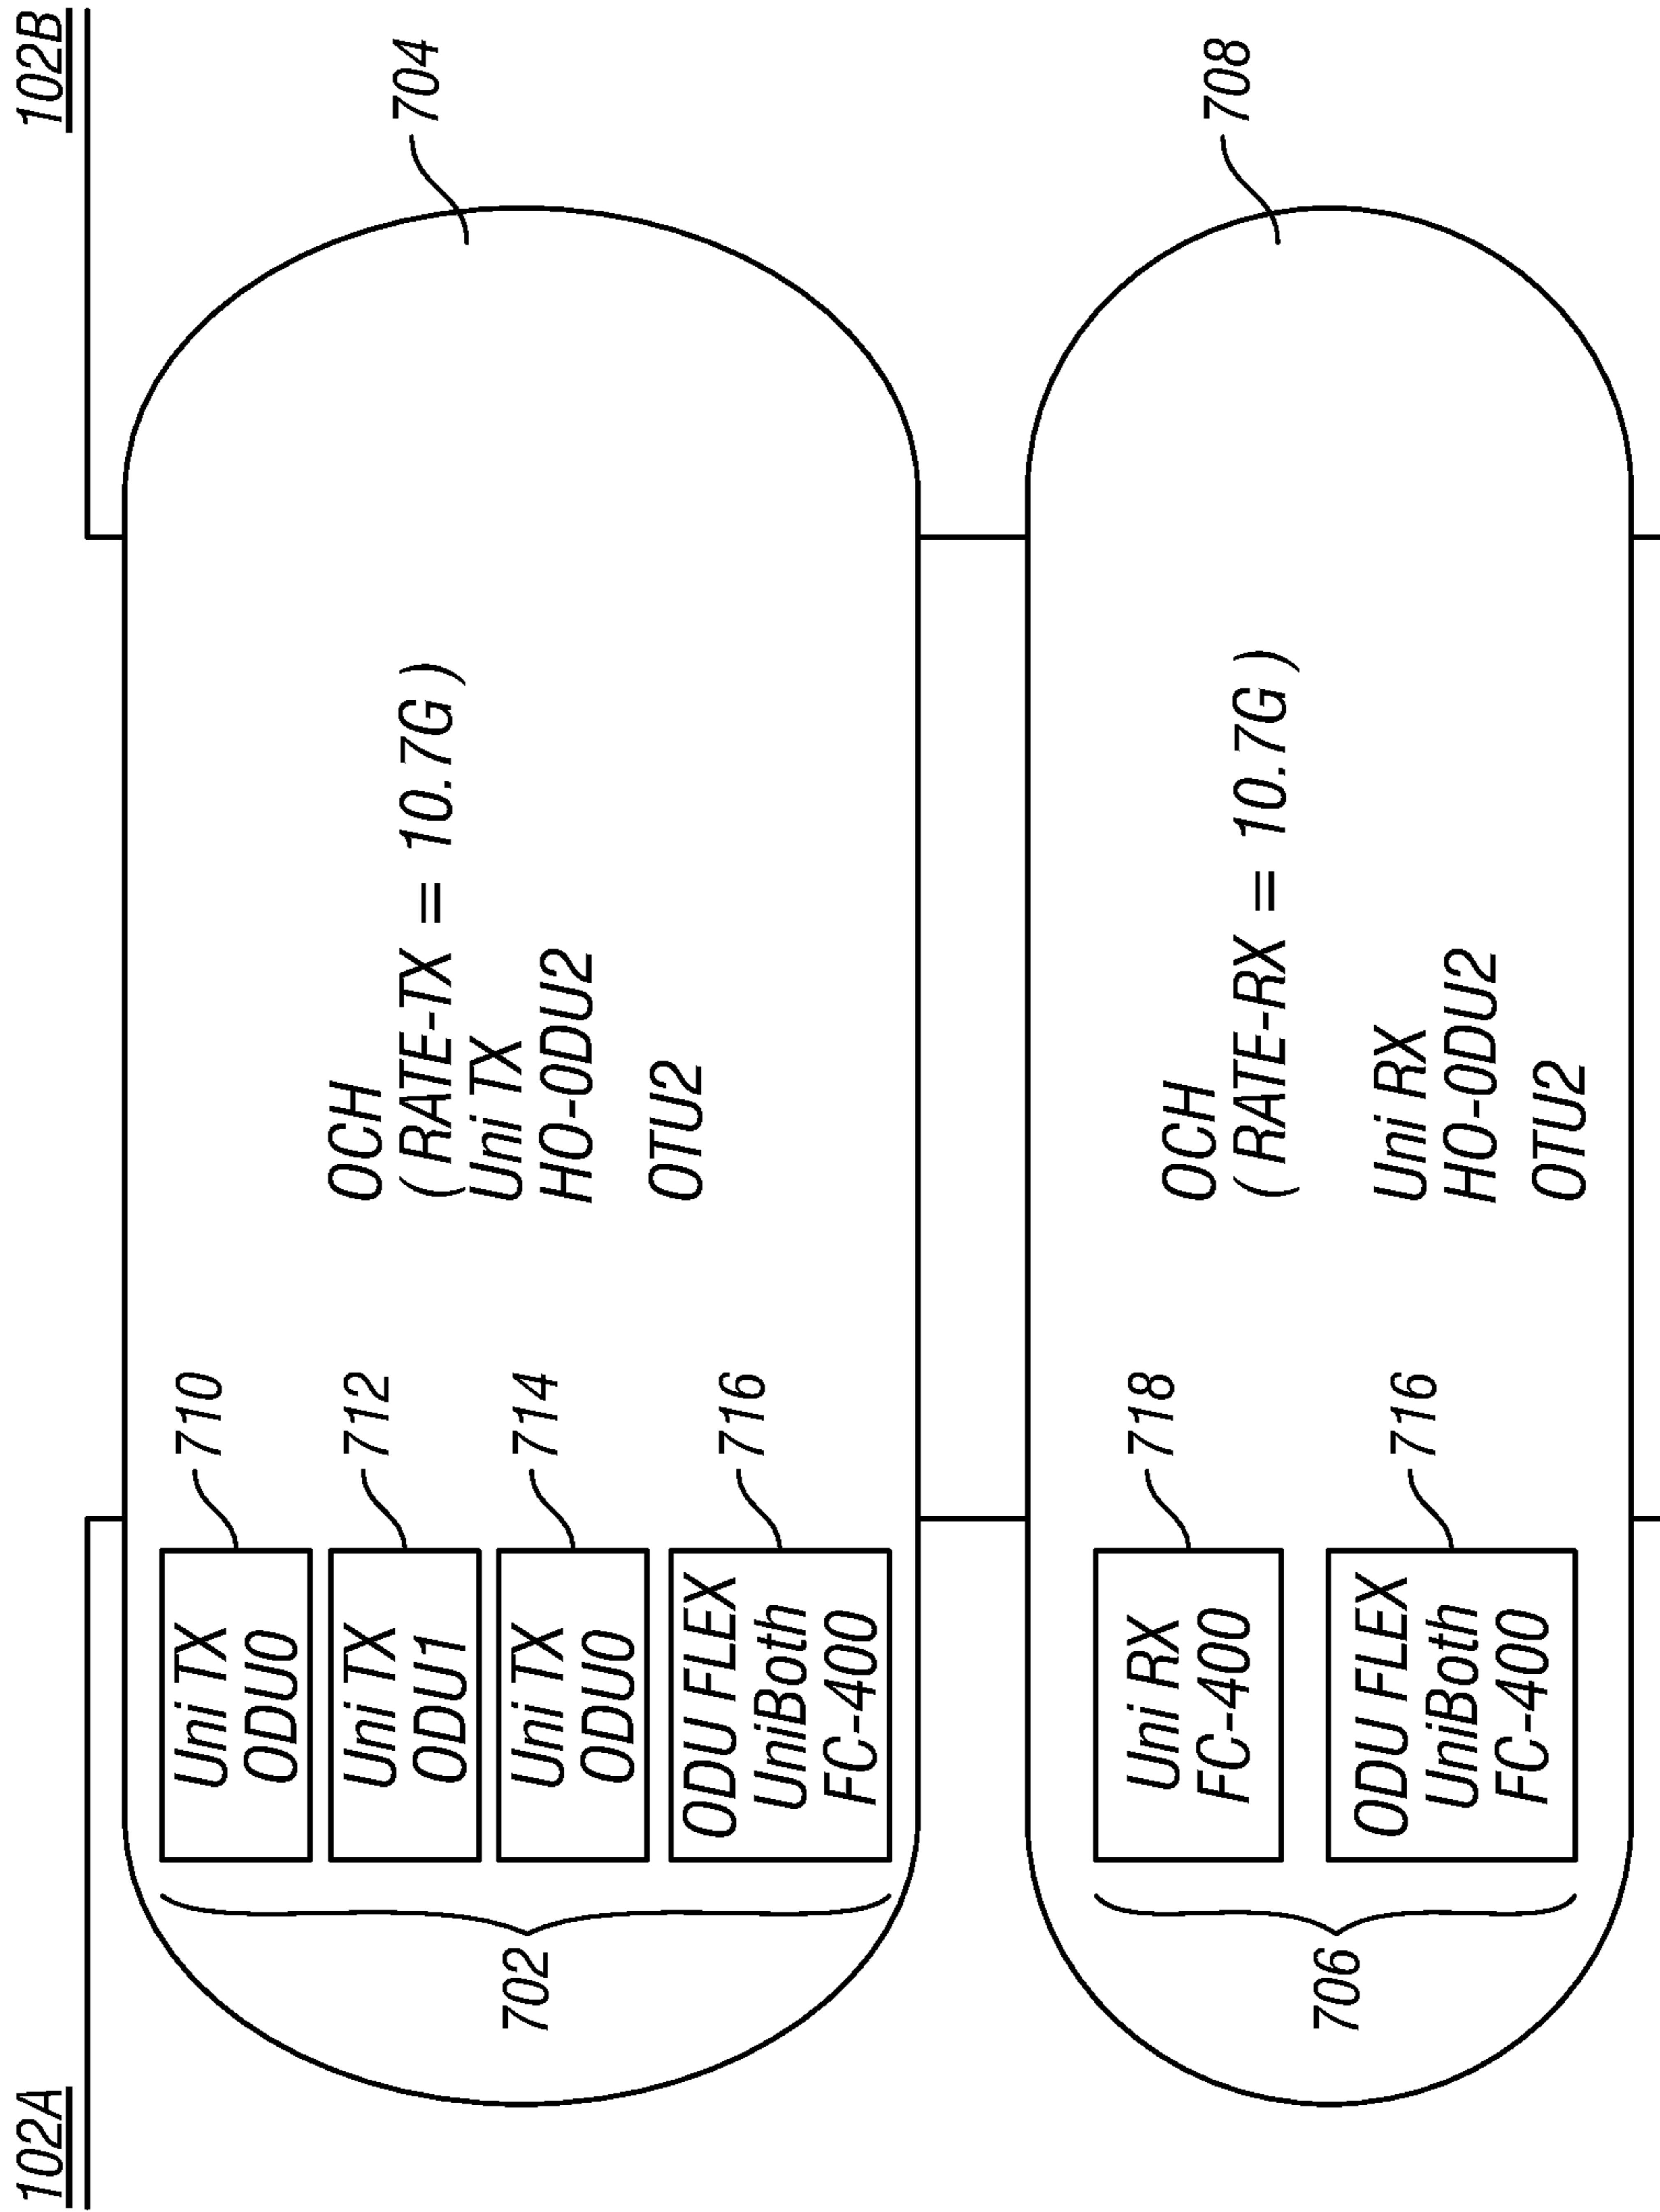 102A
102B
710
Uni TX
ODU0
712
Uni TX
ODU1
714
Uni TX
ODU0
716
ODU FLEX
UniBoth
FC-400
702
OCH
(RATE-TX = 10.7G)
Uni TX
HO-ODU2
OTU2
704
718
Uni RX
FC-400
716
ODU FLEX
UniBoth
FC-400
706
OCH
(RATE-RX = 10.7G)
Uni RX
HO-ODU2
OTU2
708